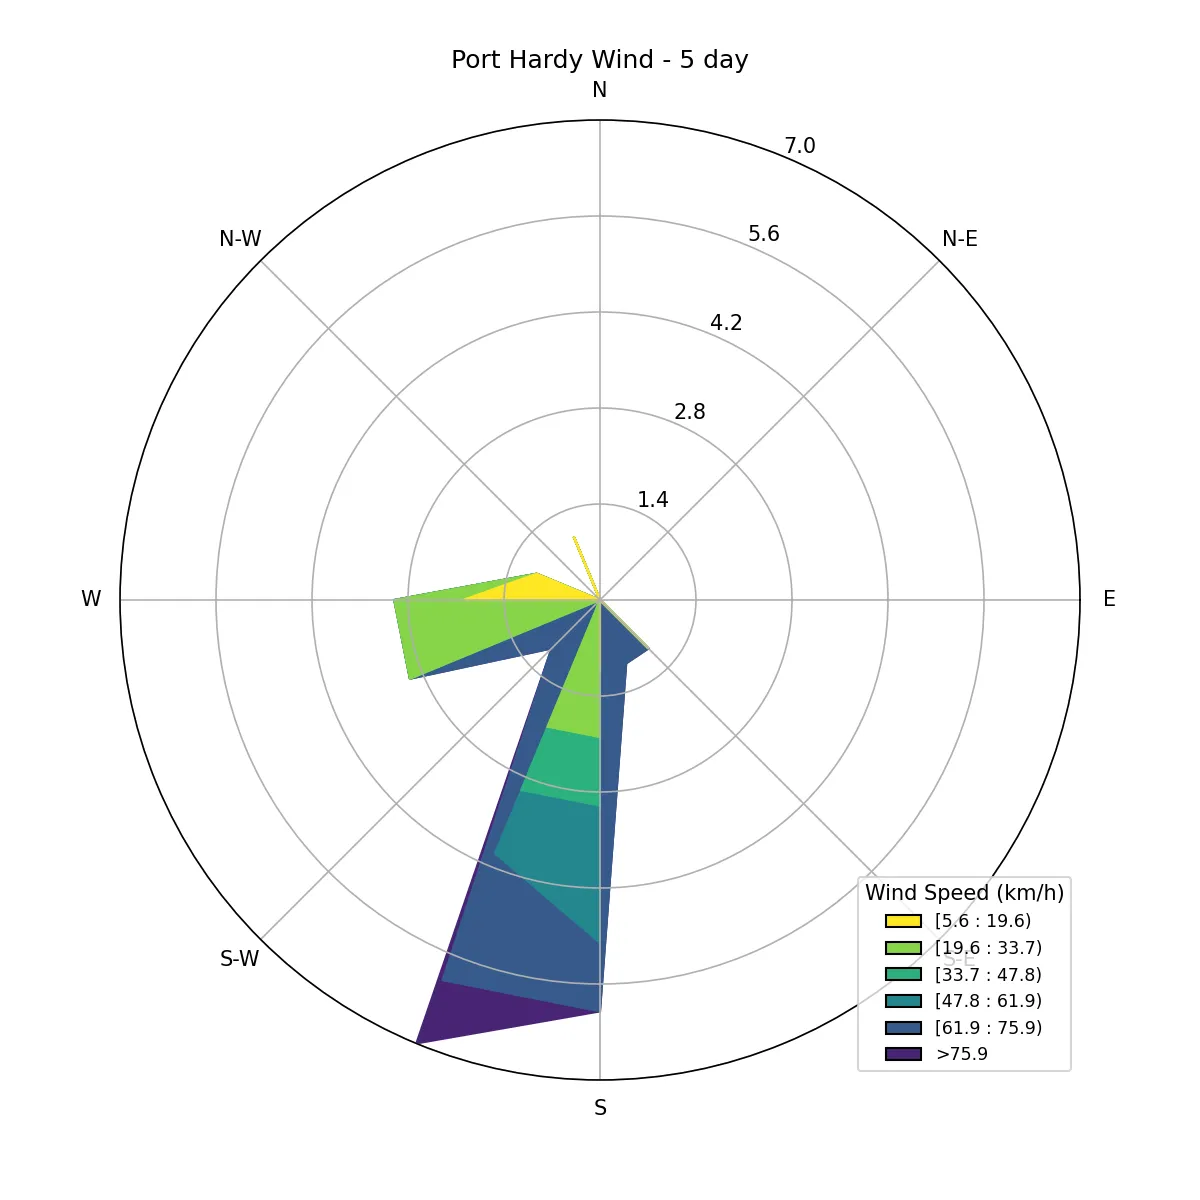 Port Hardy Wind - 5 day
N
7.0
N-W
5.6
N-E
4.2
2.8
1.4
W
E
Wind Speed (km/h)
[5.6 : 19.6)
[19.6 : 33.7)
S-W
S-E
[33.7 : 47.8)
[47.8 : 61.9)
[61.9 : 75.9)
>75.9
S